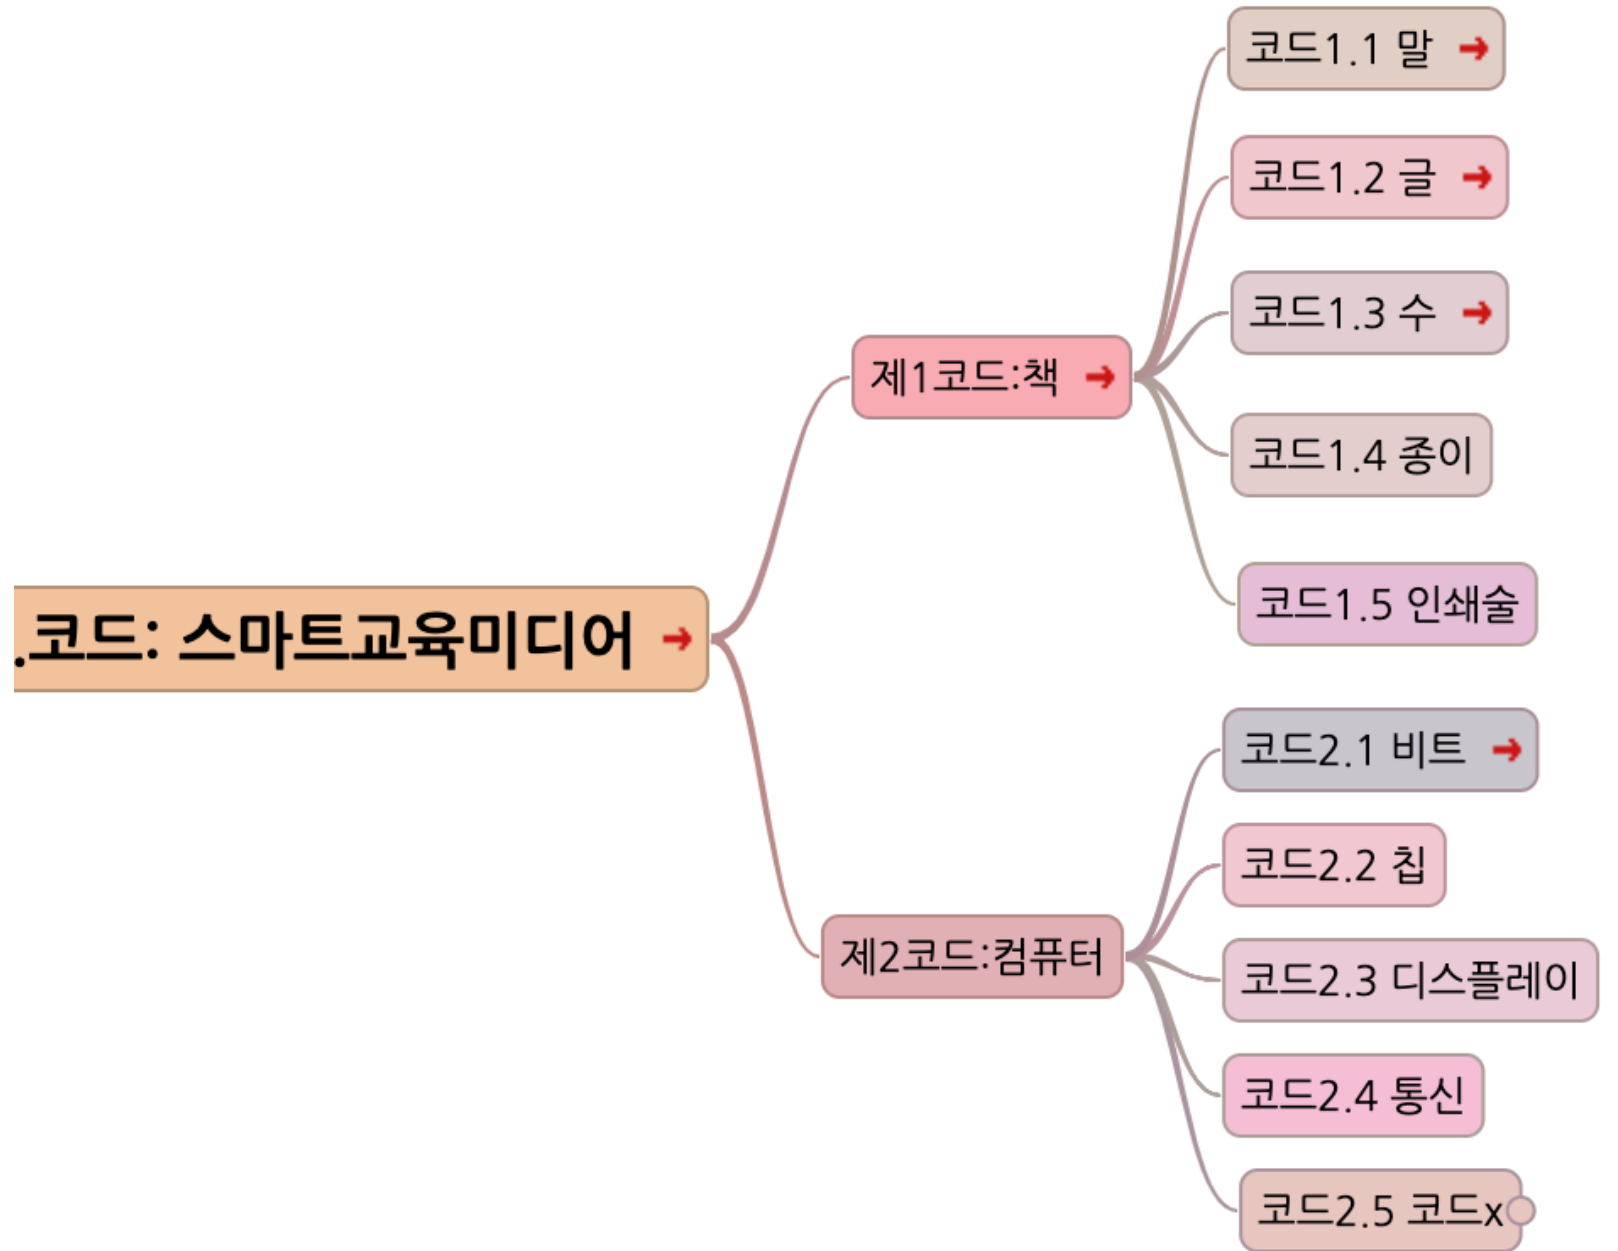 .코드: 스마트교육미디어
제1코드:책
코드1.1 말
코드1.2 글
코드1.3 수
코드1.4 종이
코드1.5 인쇄술
제2코드:컴퓨터
코드2.1 비트
코드2.2 칩
코드2.3 디스플레이
코드2.4 통신
코드2.5 코드x